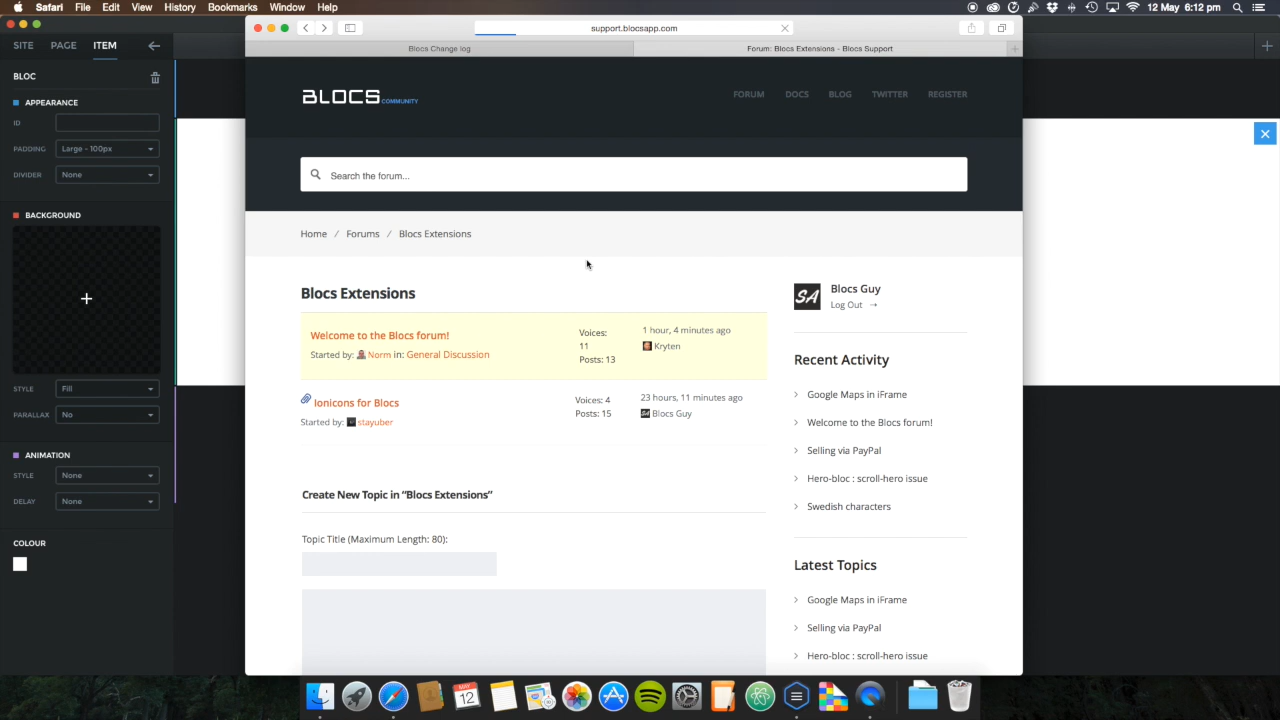 Safari File Edit View History Bookmarks Window Help
12 May 6:12 pm
support.blocsapp.com
Blocs Change log
Forum: Blocs Extensions - Blocs Support
SITE PAGE ITEM
BLOC
APPEARANCE
ID
PADDING Large - 100px
DIVIDER None
BACKGROUND
STYLE Fill
PARALLAX No
ANIMATION
STYLE None
DELAY None
COLOUR
BLOCS COMMUNITY
FORUM DOCS BLOG TWITTER REGISTER
Search the forum...
Home / Forums / Blocs Extensions
Blocs Extensions
Welcome to the Blocs forum!
Started by: Norm in: General Discussion
Voices:
11
Posts: 13
1 hour, 4 minutes ago
Kryten
Ionicons for Blocs
Started by: stayuber
Voices: 4
Posts: 15
23 hours, 11 minutes ago
Blocs Guy
Create New Topic in “Blocs Extensions”
Topic Title (Maximum Length: 80):
SA
Blocs Guy
Log Out →
Recent Activity
Google Maps in iFrame
Welcome to the Blocs forum!
Selling via PayPal
Hero-bloc : scroll-hero issue
Swedish characters
Latest Topics
Google Maps in iFrame
Selling via PayPal
Hero-bloc : scroll-hero issue
MAY
12